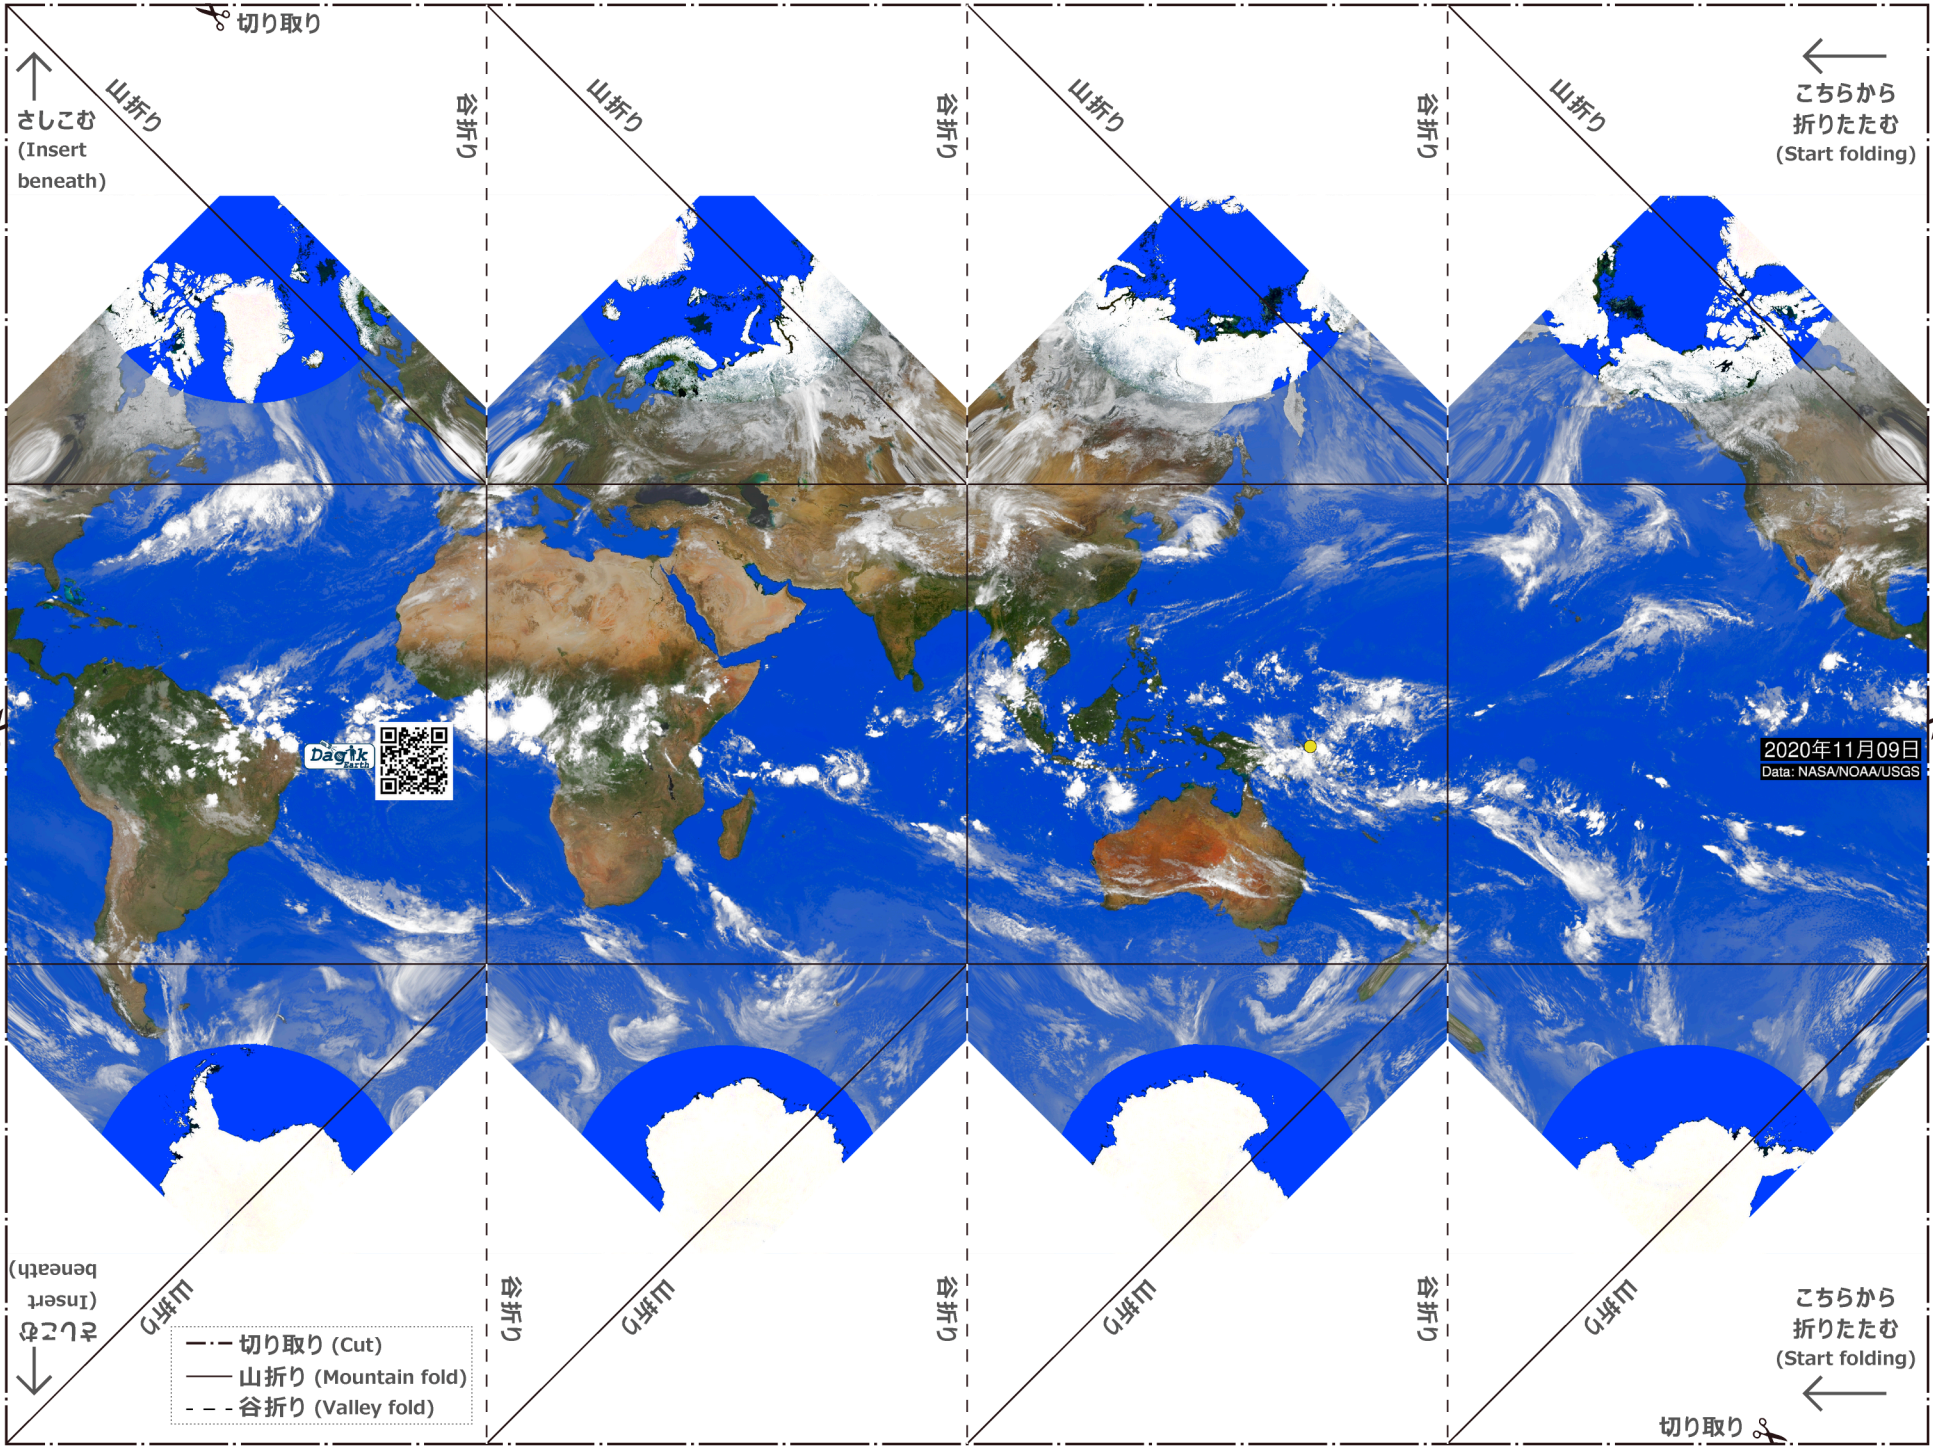 切り取り
山折り
谷折り
山折り
谷折り
山折り
谷折り
山折り
さしこむ
(Insert
beneath)
こちらから
折りたたむ
(Start folding)
Dagik
Earth
2020年11月09日
Data: NASA/NOAA/USGS
さしこむ
(Insert
beneath)
山折り
谷折り
山折り
谷折り
山折り
谷折り
山折り
こちらから
折りたたむ
(Start folding)
切り取り (Cut)
山折り (Mountain fold)
谷折り (Valley fold)
切り取り